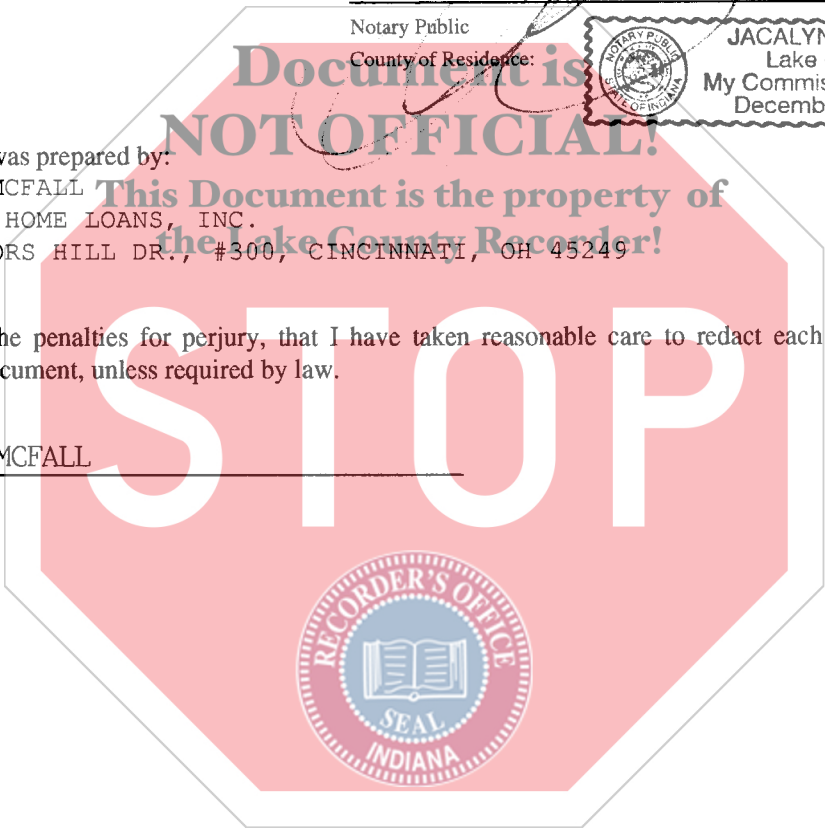 Notary Public
County of Residence:
NOTARY PUBLIC
STATE OF INDIANA
JACALYN
Lake
My Commis
Decemb
Document is
NOT OFFICIAL!
This Document is the property of
the Lake County Recorder!
was prepared by:
MCFALL
HOME LOANS, INC.
ORS HILL DR., #300, CINCINNATI, OH 45249
he penalties for perjury, that I have taken reasonable care to redact each
cument, unless required by law.
MCFALL
STOP
RECORDER'S OFFICE
SEAL
INDIANA